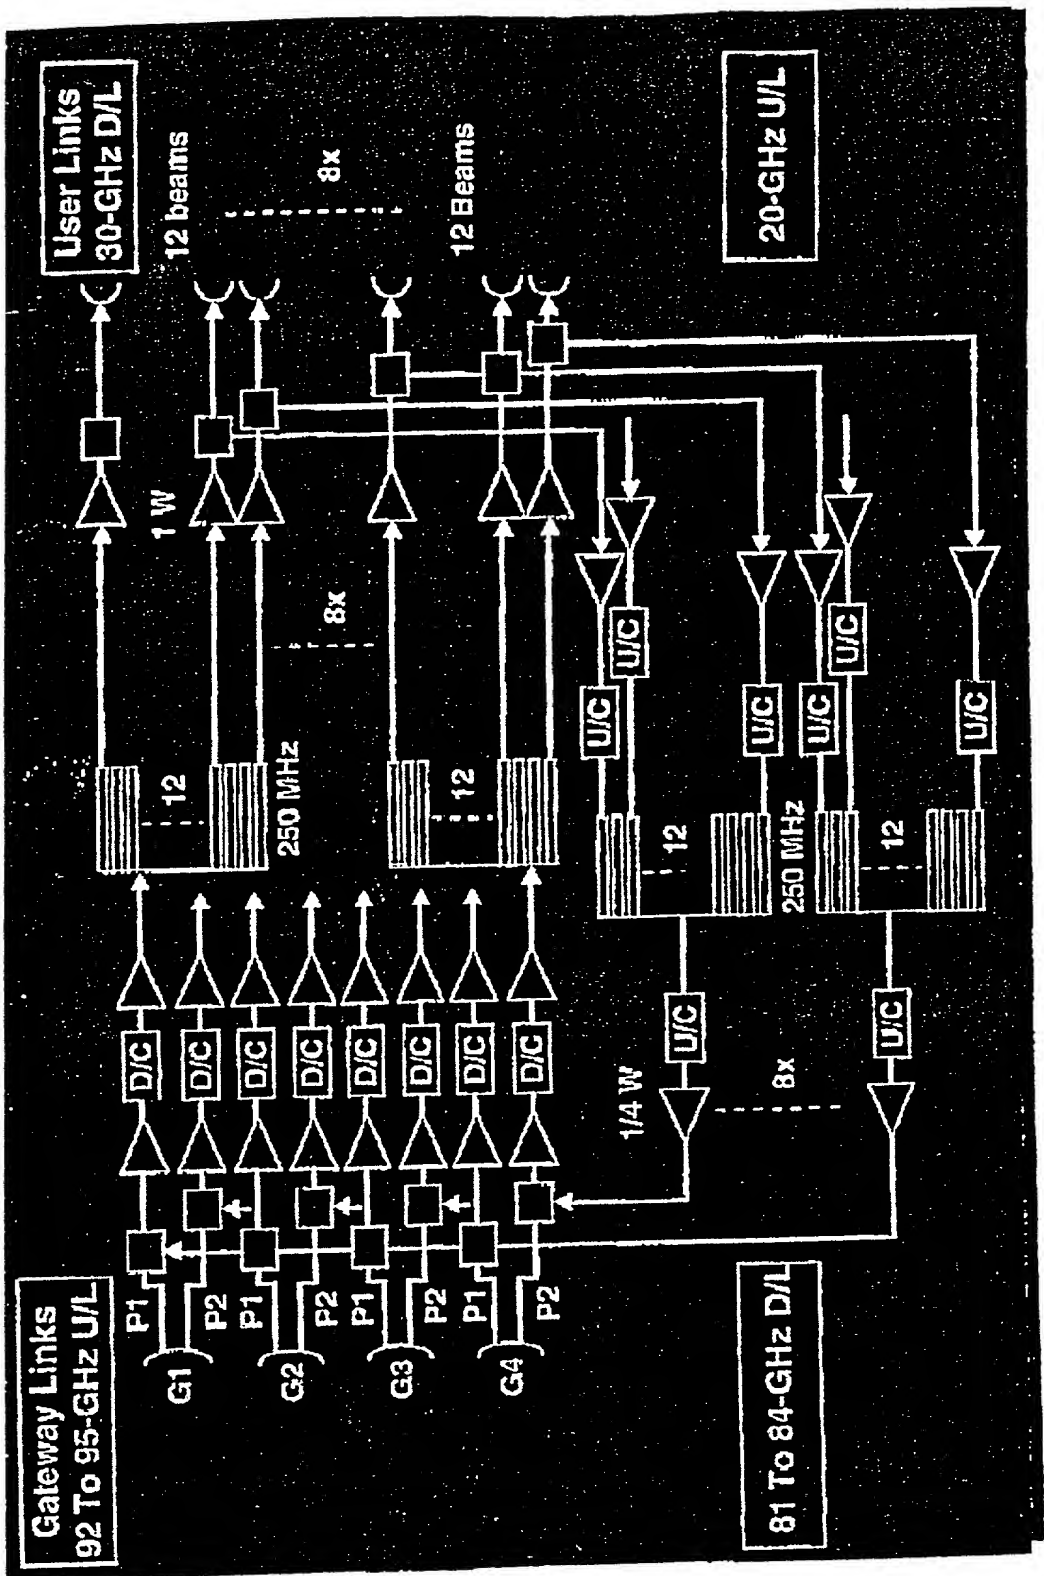 Gateway Links
92 To 95-GHz U/L
User Links
30-GHz D/L
G1
P1
P2
G2
P1
P2
G3
P1
P2
G4
P1
P2
D/C
D/C
D/C
D/C
D/C
D/C
D/C
D/C
12
250 MHz
12
8x
1 W
12 beams
8x
12 Beams
1/4 W
8x
U/C
U/C
12
250 MHz
12
U/C
U/C
U/C
U/C
U/C
U/C
81 To 84-GHz D/L
20-GHz U/L